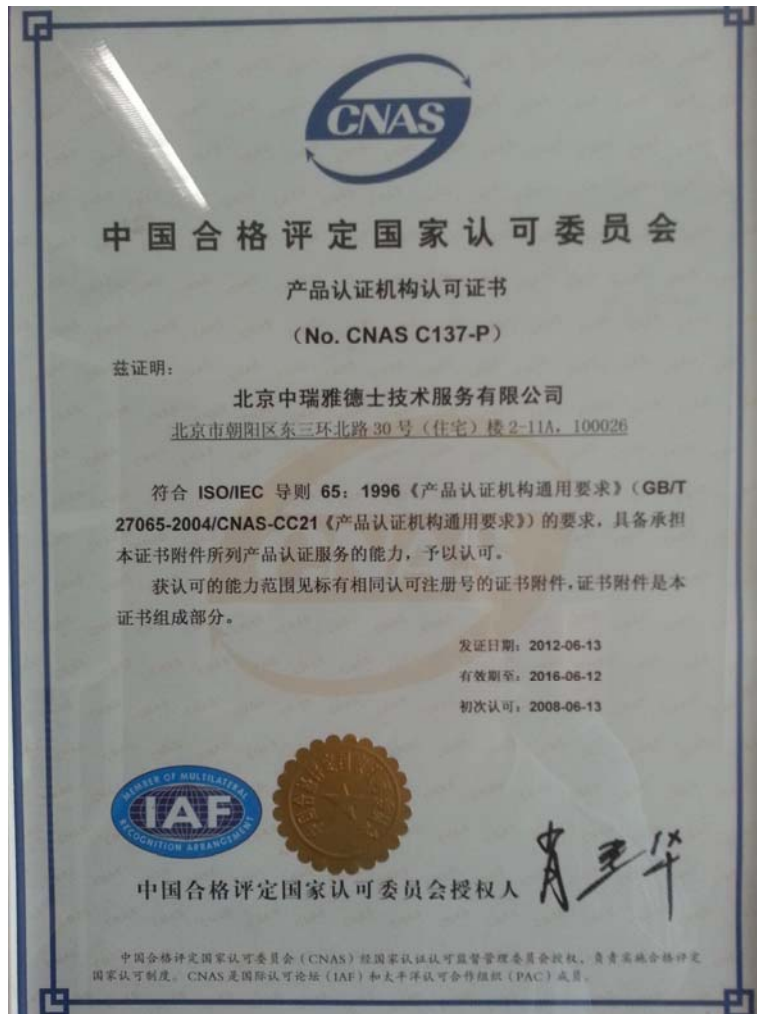 CNAS
中国合格评定国家认可委员会
产品认证机构认可证书
（No. CNAS C137-P）
兹证明：
北京中瑞雅德士技术服务有限公司
北京市朝阳区东三环北路 30 号（住宅）楼 2-11A，100026
符合 ISO/IEC 导则 65：1996《产品认证机构通用要求》（GB/T
27065-2004/CNAS-CC21《产品认证机构通用要求》）的要求，具备承担
本证书附件所列产品认证服务的能力，予以认可。
获认可的能力范围见标有相同认可注册号的证书附件，证书附件是本
证书组成部分。
发证日期：2012-06-13
有效期至：2016-06-12
初次认可：2008-06-13
MEMBER OF MULTILATERAL
IAF
RECOGNITION ARRANGEMENT
中国合格评定国家认可委员会授权人
中国合格评定国家认可委员会（CNAS）经国家认证认可监督管理委员会授权，负责实施合格评定
国家认可制度。CNAS 是国际认可论坛（IAF）和太平洋认可合作组织（PAC）成员。